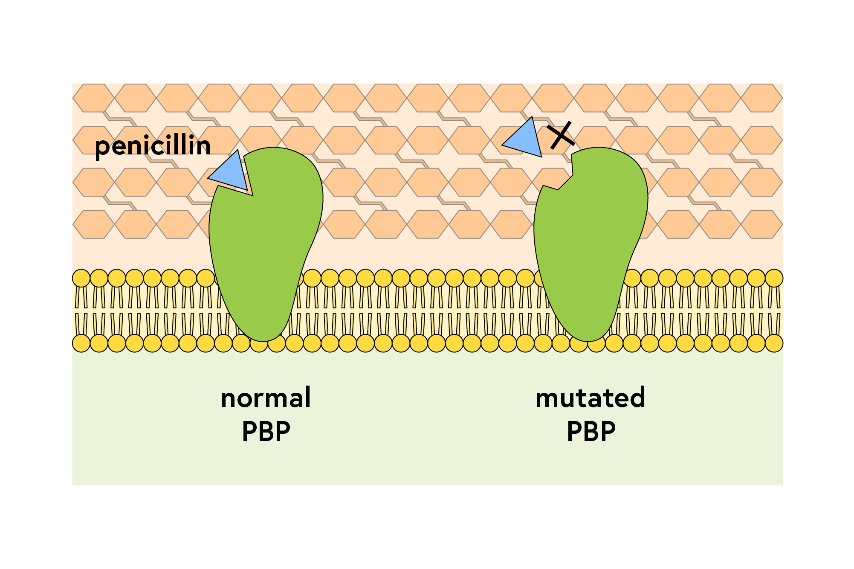 penicillin
normal
PBP
mutated
PBP